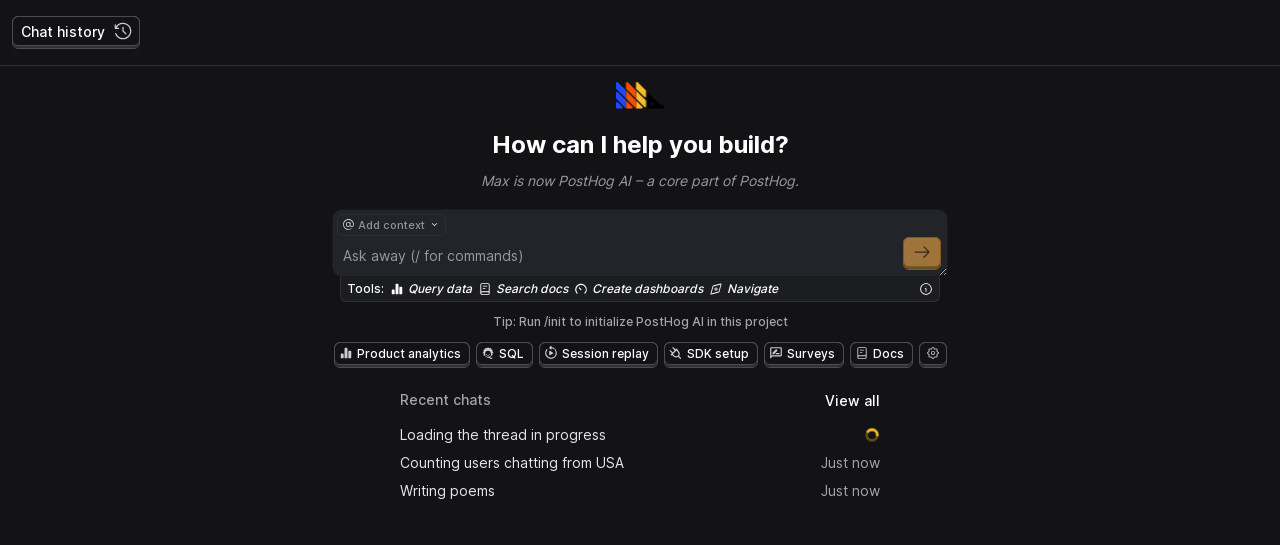 Chat history
How can I help you build?
Max is now PostHog AI – a core part of PostHog.
@ Add context
Ask away (/ for commands)
Tools: Query data Search docs Create dashboards Navigate
Tip: Run /init to initialize PostHog AI in this project
Product analytics SQL Session replay SDK setup Surveys Docs
Recent chats View all
Loading the thread in progress
Counting users chatting from USA Just now
Writing poems Just now